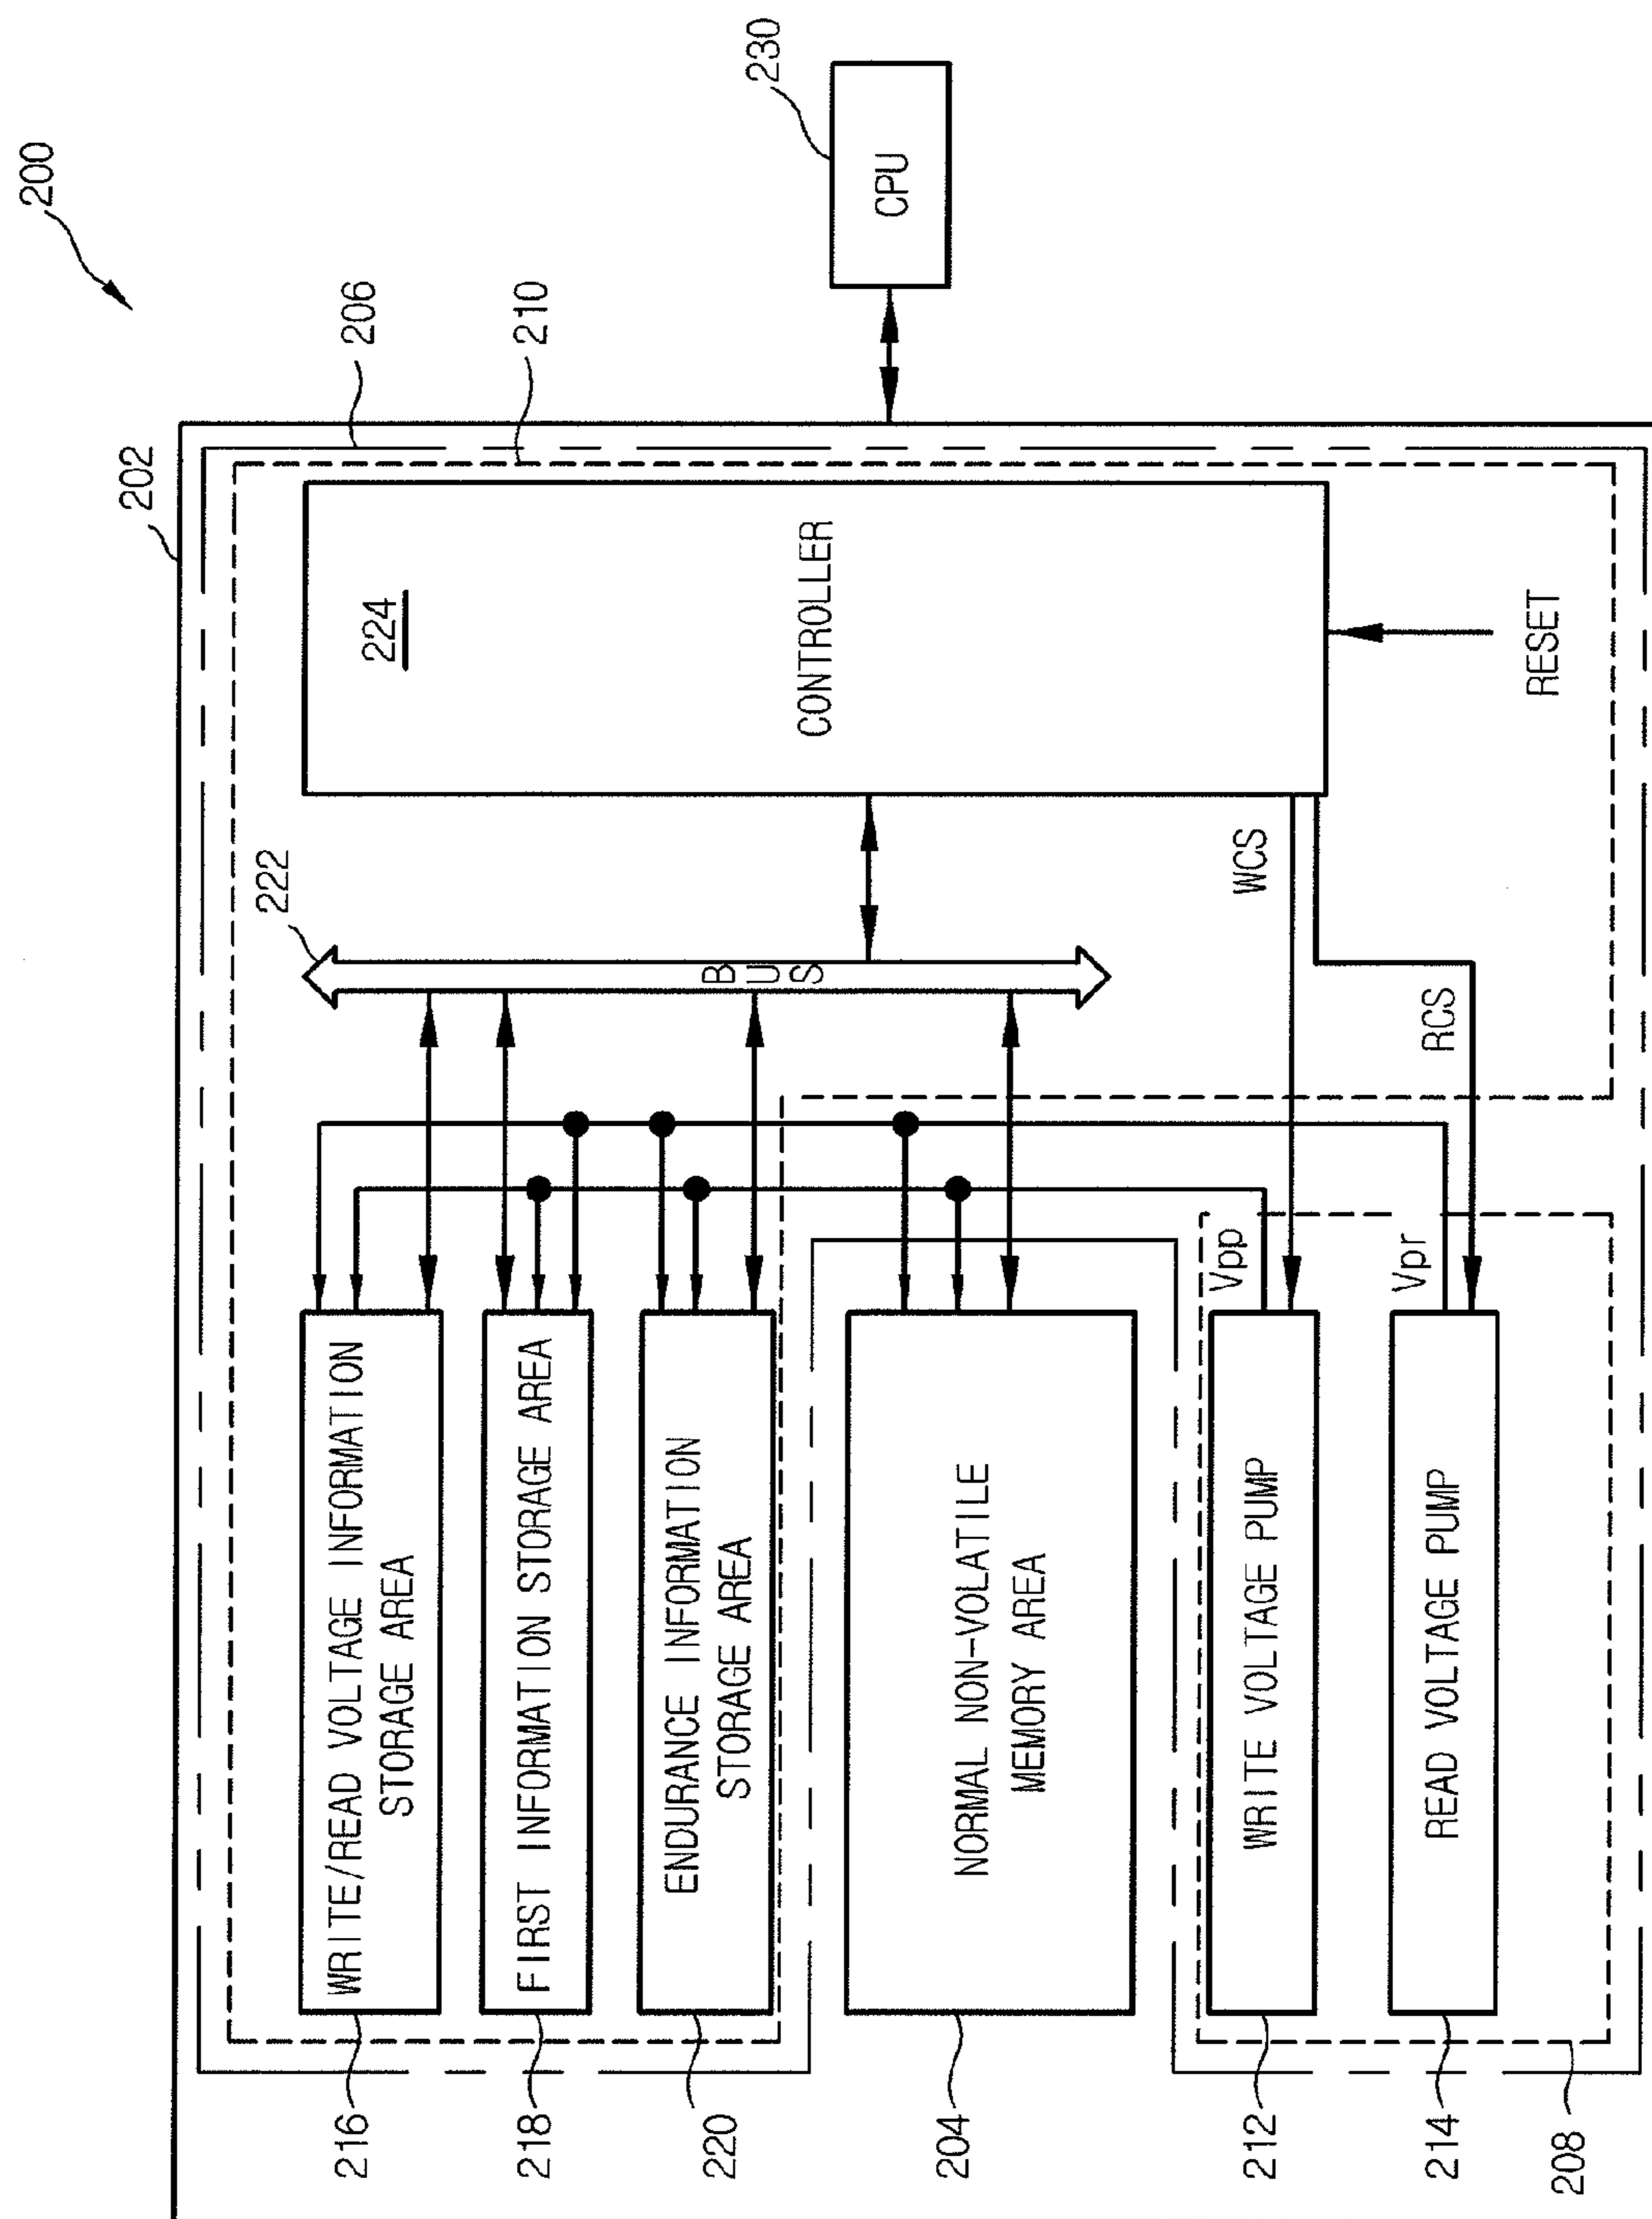 200
202
206
210
230
CPU
216
WRITE/READ VOLTAGE INFORMATION
STORAGE AREA
218
FIRST INFORMATION STORAGE AREA
220
ENDURANCE INFORMATION
STORAGE AREA
204
NORMAL NON-VOLATILE
MEMORY AREA
212
WRITE VOLTAGE PUMP
Vpp
214
READ VOLTAGE PUMP
Vpr
208
222
BUS
WCS
RCS
224
CONTROLLER
RESET